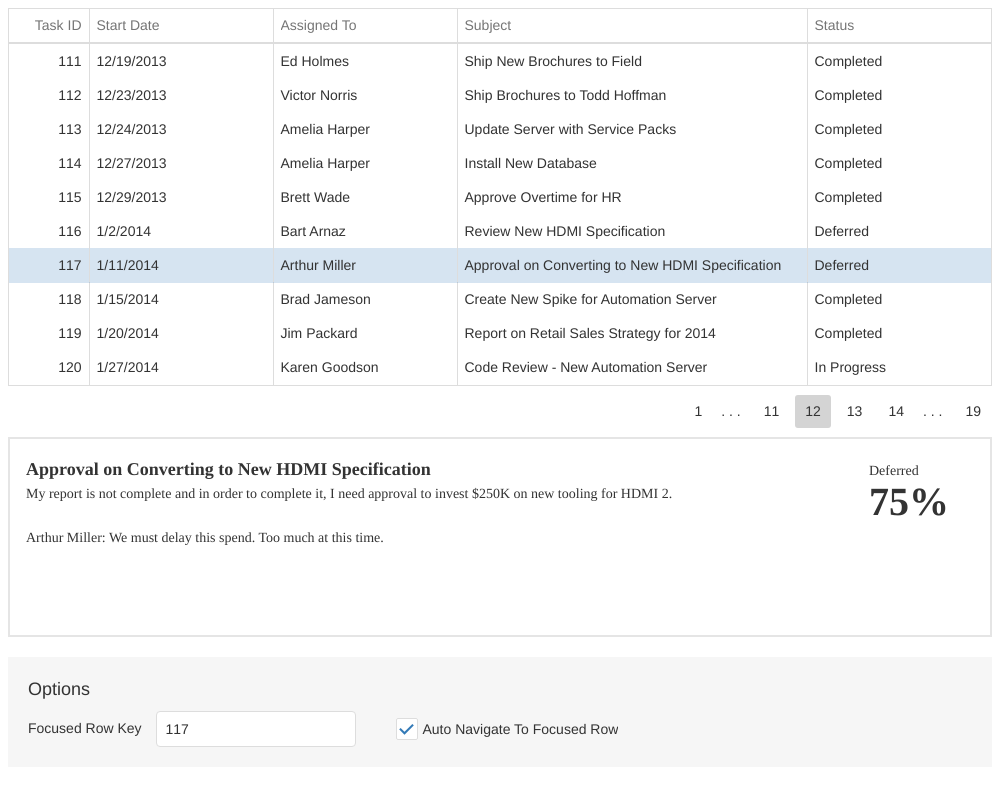 Task ID Start Date Assigned To Subject Status
111 12/19/2013 Ed Holmes Ship New Brochures to Field Completed
112 12/23/2013 Victor Norris Ship Brochures to Todd Hoffman Completed
113 12/24/2013 Amelia Harper Update Server with Service Packs Completed
114 12/27/2013 Amelia Harper Install New Database Completed
115 12/29/2013 Brett Wade Approve Overtime for HR Completed
116 1/2/2014 Bart Arnaz Review New HDMI Specification Deferred
117 1/11/2014 Arthur Miller Approval on Converting to New HDMI Specification Deferred
118 1/15/2014 Brad Jameson Create New Spike for Automation Server Completed
119 1/20/2014 Jim Packard Report on Retail Sales Strategy for 2014 Completed
120 1/27/2014 Karen Goodson Code Review - New Automation Server In Progress
1 . . . 11 12 13 14 . . . 19
Approval on Converting to New HDMI Specification Deferred
My report is not complete and in order to complete it, I need approval to invest $250K on new tooling for HDMI 2. 75%
Arthur Miller: We must delay this spend. Too much at this time.
Options
Focused Row Key 117 Auto Navigate To Focused Row